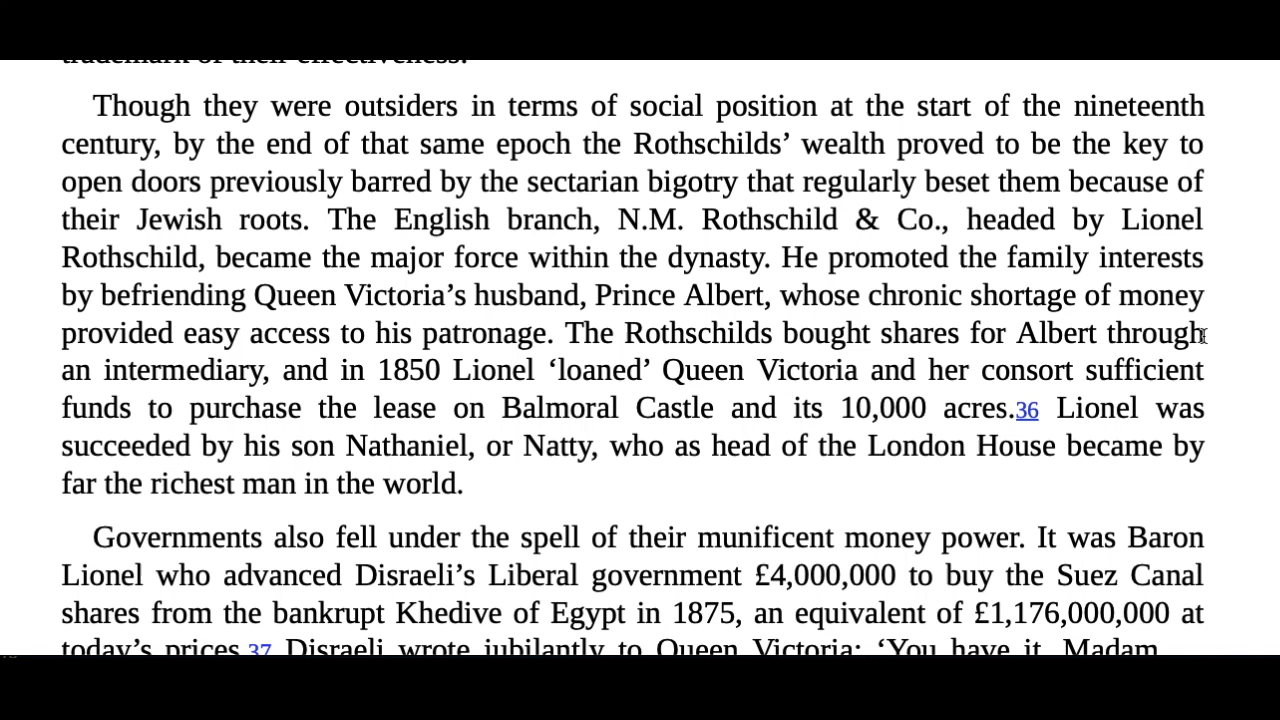 trademark of their effectiveness.
Though they were outsiders in terms of social position at the start of the nineteenth
century, by the end of that same epoch the Rothschilds’ wealth proved to be the key to
open doors previously barred by the sectarian bigotry that regularly beset them because of
their Jewish roots. The English branch, N.M. Rothschild & Co., headed by Lionel
Rothschild, became the major force within the dynasty. He promoted the family interests
by befriending Queen Victoria’s husband, Prince Albert, whose chronic shortage of money
provided easy access to his patronage. The Rothschilds bought shares for Albert through
an intermediary, and in 1850 Lionel ‘loaned’ Queen Victoria and her consort sufficient
funds to purchase the lease on Balmoral Castle and its 10,000 acres.36 Lionel was
succeeded by his son Nathaniel, or Natty, who as head of the London House became by
far the richest man in the world.
Governments also fell under the spell of their munificent money power. It was Baron
Lionel who advanced Disraeli’s Liberal government £4,000,000 to buy the Suez Canal
shares from the bankrupt Khedive of Egypt in 1875, an equivalent of £1,176,000,000 at
today’s prices.37 Disraeli wrote jubilantly to Queen Victoria: ‘You have it, Madam